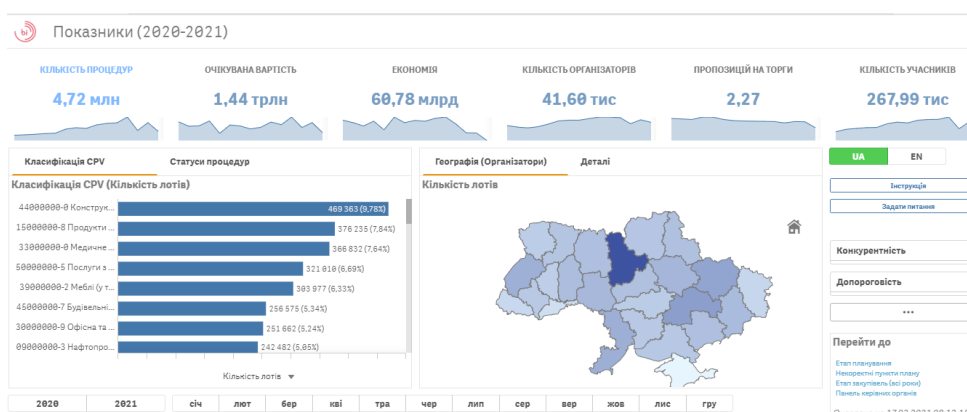 bi
Показники (2020-2021)
КІЛЬКІСТЬ ПРОЦЕДУР
ОЧІКУВАНА ВАРТІСТЬ
ЕКОНОМІЯ
КІЛЬКІСТЬ ОРГАНІЗАТОРІВ
ПРОПОЗИЦІЙ НА ТОРГИ
КІЛЬКІСТЬ УЧАСНИКІВ
4,72 млн
1,44 трлн
60,78 млрд
41,60 тис
2,27
267,99 тис
Класифікація CPV
Статуси процедур
Географія (Організатори)
Деталі
UA
EN
Класифікація CPV (Кількість лотів)
Кількість лотів
Інструкція
Задати питання
44000000-0 Конструк...
469 363 (9,78%)
15000000-8 Продукти ...
376 235 (7,84%)
33000000-0 Медичне ...
366 832 (7,64%)
50000000-5 Послуги з ...
321 010 (6,69%)
39000000-2 Меблі (у т...
303 977 (6,33%)
45000000-7 Будівельні...
256 575 (5,34%)
30000000-9 Офісна та ...
251 662 (5,24%)
09000000-3 Нафтопро...
242 482 (5,05%)
Кількість лотів
Конкурентність
Допороговість
...
Перейти до
Етап планування
Некоректні пункти плану
Етап закупівель (всі роки)
Панель керівних органів
2020
2021
січ
лют
бер
кві
тра
чер
лип
сер
вер
жов
лис
гру